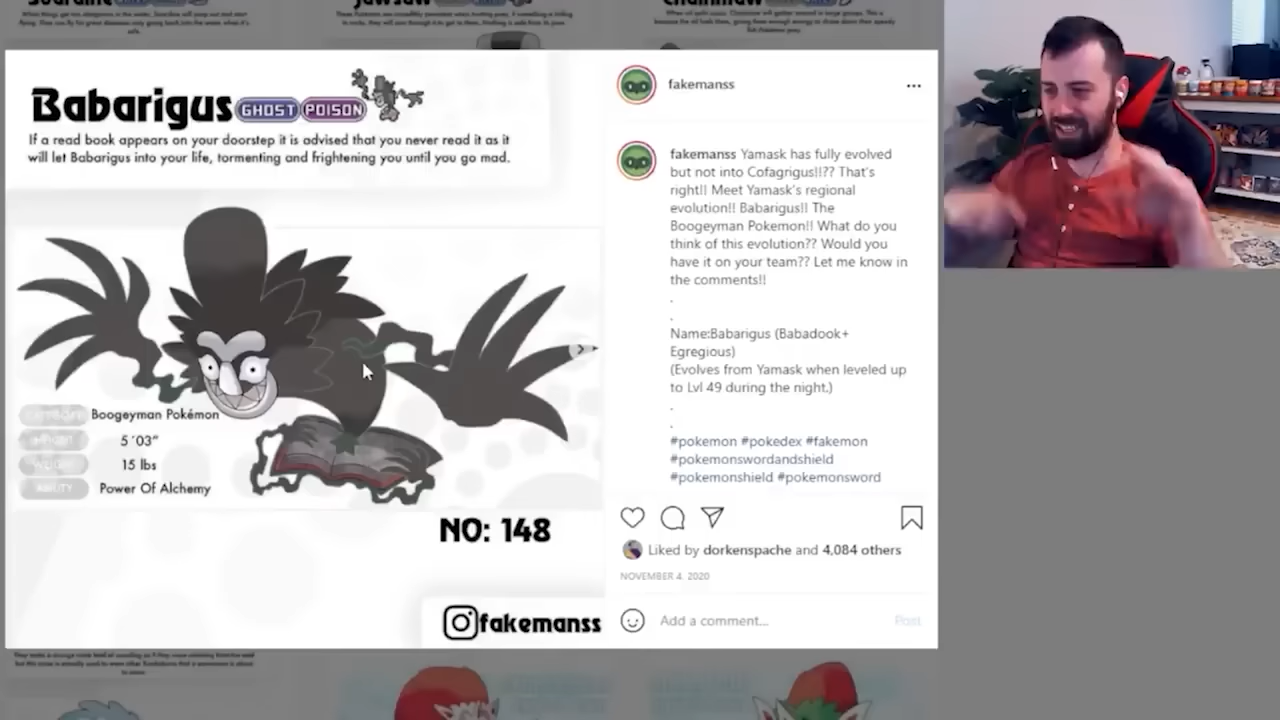 Babarigus GHOST POISON
If a read book appears on your doorstep it is advised that you never read it as it
will let Babarigus into your life, tormenting and frightening you until you go mad.
Boogeyman Pokémon
5´03”
15 lbs
ABILITY Power Of Alchemy
NO: 148
fakemanss
fakemanss
fakemanss Yamask has fully evolved
but not into Cofagrigus!!?? That's
right!! Meet Yamask's regional
evolution!! Babarigus!! The
Boogeyman Pokemon!! What do you
think of this evolution?? Would you
have it on your team?? Let me know in
the comments!!
.
.
Name:Babarigus (Babadook+
Egregious)
(Evolves from Yamask when leveled up
to Lvl 49 during the night.)
.
.
#pokemon #pokedex #fakemon
#pokemonswordandshield
#pokemonshield #pokemonsword
Liked by dorkenspache and 4,084 others
NOVEMBER 4, 2020
Add a comment...
Post